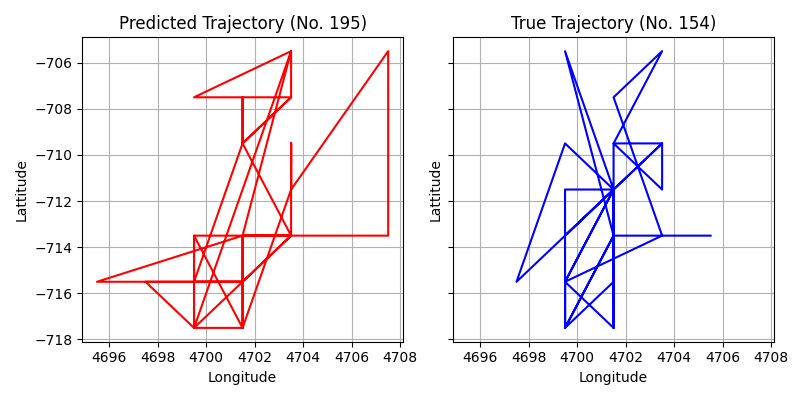 Predicted Trajectory (No. 195)
True Trajectory (No. 154)
−706
−708
−710
−712
−714
−716
−718
Lattitude
Lattitude
4696 4698 4700 4702 4704 4706 4708
4696 4698 4700 4702 4704 4706 4708
Longitude
Longitude